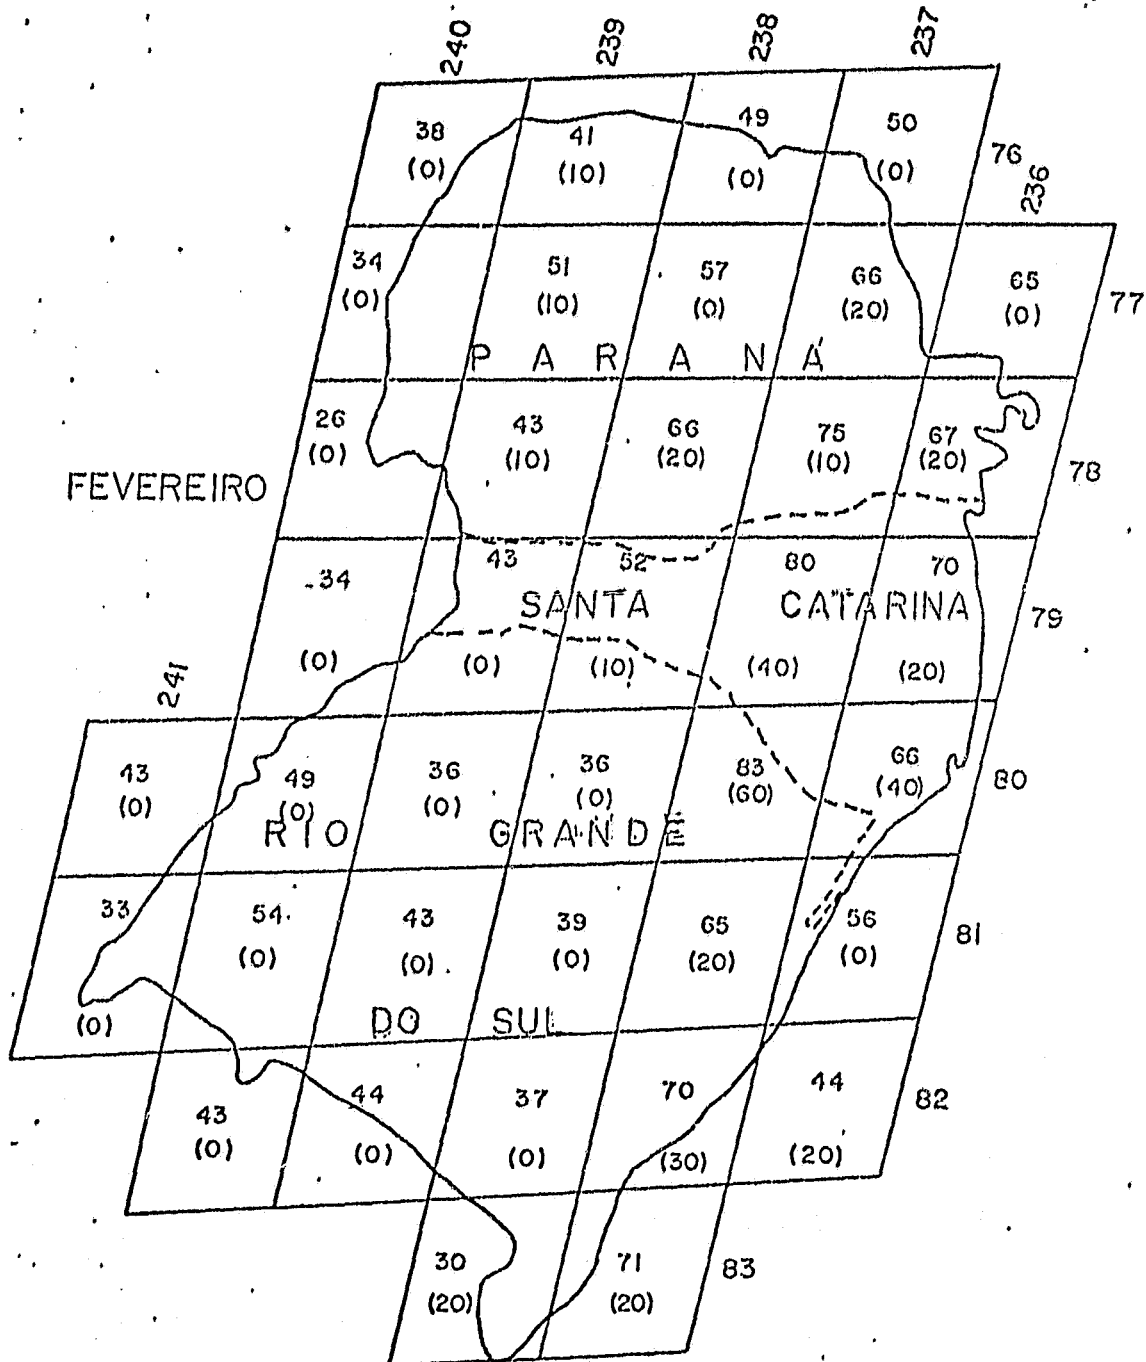 240 239 238 237
38 41 49 50
(0) (10) (0) (0)
76
236
34 51 57 66 65
(0) (10) (0) (20) (0)
77
PARANÁ
26 43 66 75 67
(0) (10) (20) (10) (20)
78
FEVEREIRO
34 43 52 80 70
SANTA CATARINA
79
(0) (0) (10) (40) (20)
241
43 49 36 36 83 66
(0) (0) (0) (0) (60) (40)
80
RIO GRANDE
33 54 43 39 65 56
(0) (0) (0) (20) (0)
81
(0)
DO SUL
43 44 37 70 44
82
(0) (0) (0) (30) (20)
30 71
83
(20) (20)